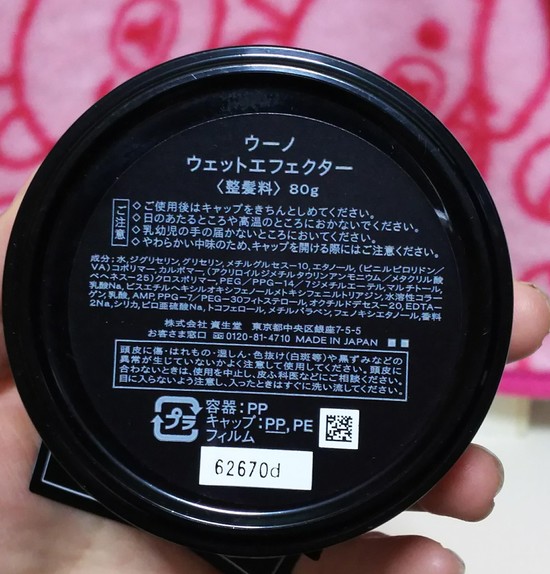 ウーノ
ウェットエフェクター
〈整髪料〉80g
ご注意
◇ご使用後はキャップをきちんとしめてください。
◇日のあたるところや高温のところにおかないでください。
◇乳幼児の手の届かないところにおいてください。
◇やわらかい中味のため、キャップを開ける際にはご注意ください。
成分：水,ジグリセリン,グリセリン,メチルグルセス-10,エタノール,（ビニルピロリドン/
VA）コポリマー,カルボマー,（アクリロイルジメチルタウリンアンモニウム/メタクリル酸
ベヘネス-25）クロスポリマー,PEG/PPG-14/7ジメチルエーテル,マルチトール,
乳酸Na,ビスエチルヘキシルオキシフェノールメトキシフェニルトリアジン,水溶性コラー
ゲン,乳酸,AMP,PPG-7/PEG-30フィトステロール,オクチルドデセス-20,EDTA-
2Na,シリカ,ピロ亜硫酸Na,トコフェロール,メチルパラベン,フェノキシエタノール,香料
株式会社 資生堂 東京都中央区銀座7-5-5
お客さま窓口 0120-81-4710 MADE IN JAPAN
頭皮に傷・はれもの・湿しん・色抜け(白斑等)や黒ずみなどの
異常が生じていないかよく注意して使用してください。頭皮に
合わないときは、使用を中止し、皮ふ科医などにご相談ください。
目に入らないよう注意し、入ったときはすぐに洗い流してください。
プラ
容器：PP
キャップ：PP,PE
フィルム
62670d